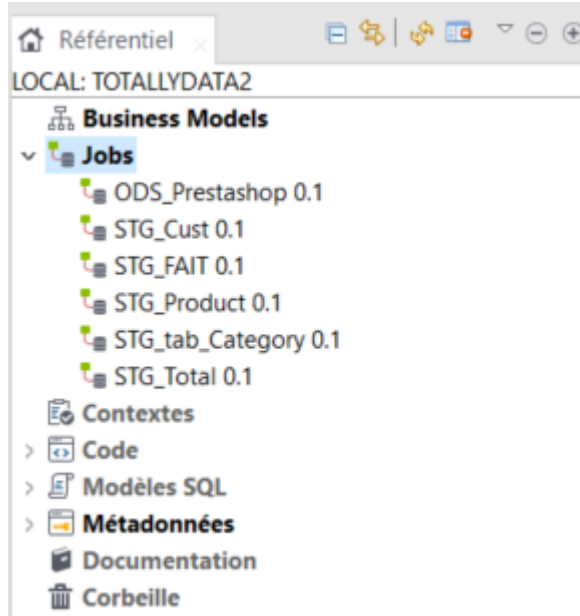 Référentiel
LOCAL: TOTALLYDATA2
Business Models
Jobs
ODS_Prestashop 0.1
STG_Cust 0.1
STG_FAIT 0.1
STG_Product 0.1
STG_tab_Category 0.1
STG_Total 0.1
Contextes
Code
Modèles SQL
Métadonnées
Documentation
Corbeille